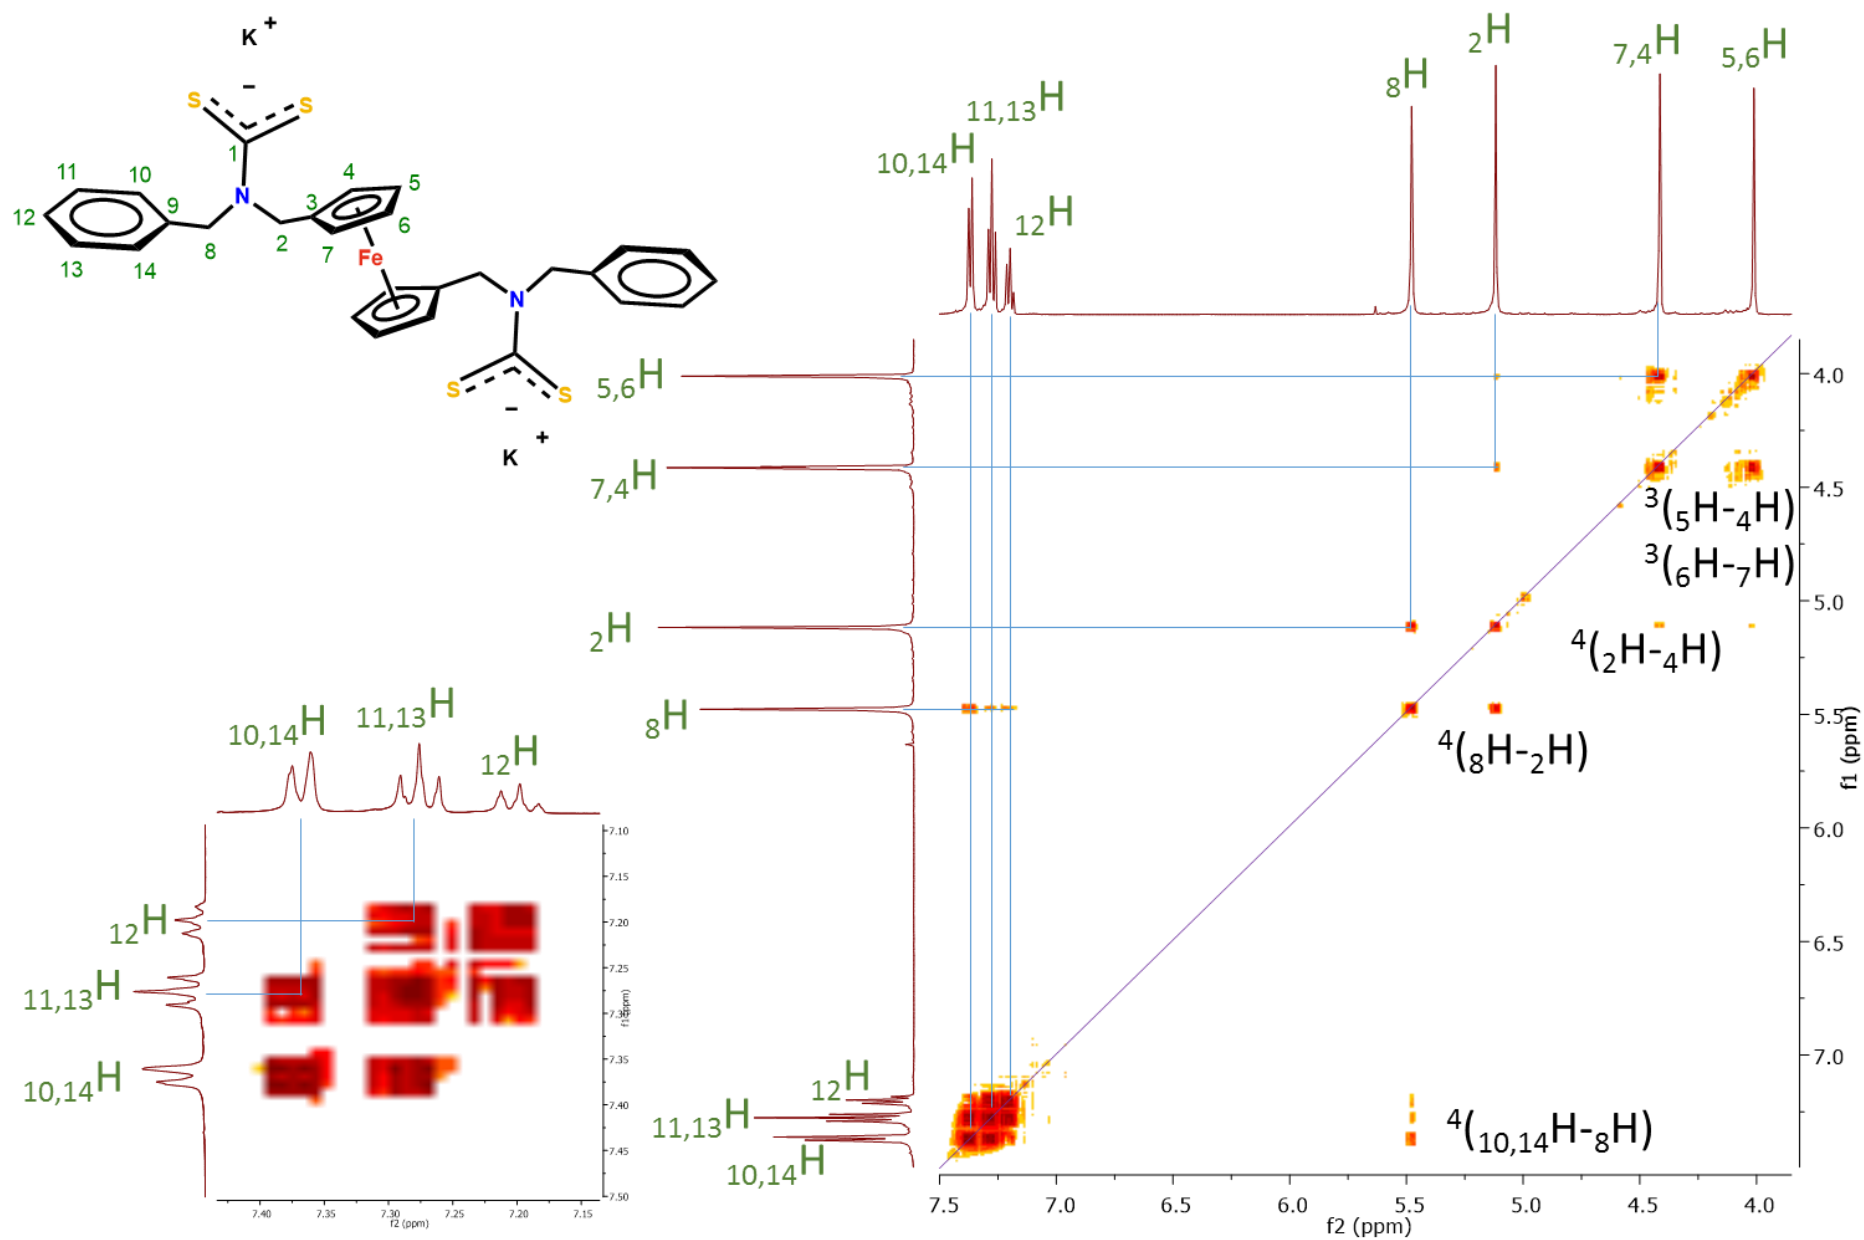 K +
−
S S
1
N
11 10
12 9
13 14
8 2
3 4 5
7 6
Fe
N
S S
−
K +
10,14H
11,13H
12H
8H
2H
7,4H
5,6H
5,6H
7,4H
2H
8H
12H
11,13H
10,14H
3(5H-4H)
3(6H-7H)
4(2H-4H)
4(8H-2H)
4(10,14H-8H)
4.0
4.5
5.0
5.5
6.0
6.5
7.0
f1 (ppm)
7.5 7.0 6.5 6.0 5.5 5.0 4.5 4.0
f2 (ppm)
10,14H
11,13H
12H
12H
11,13H
10,14H
7.10
7.15
7.20
7.25
7.30
7.35
7.40
7.45
7.50
f1 (ppm)
7.40 7.35 7.30 7.25 7.20 7.15
f2 (ppm)